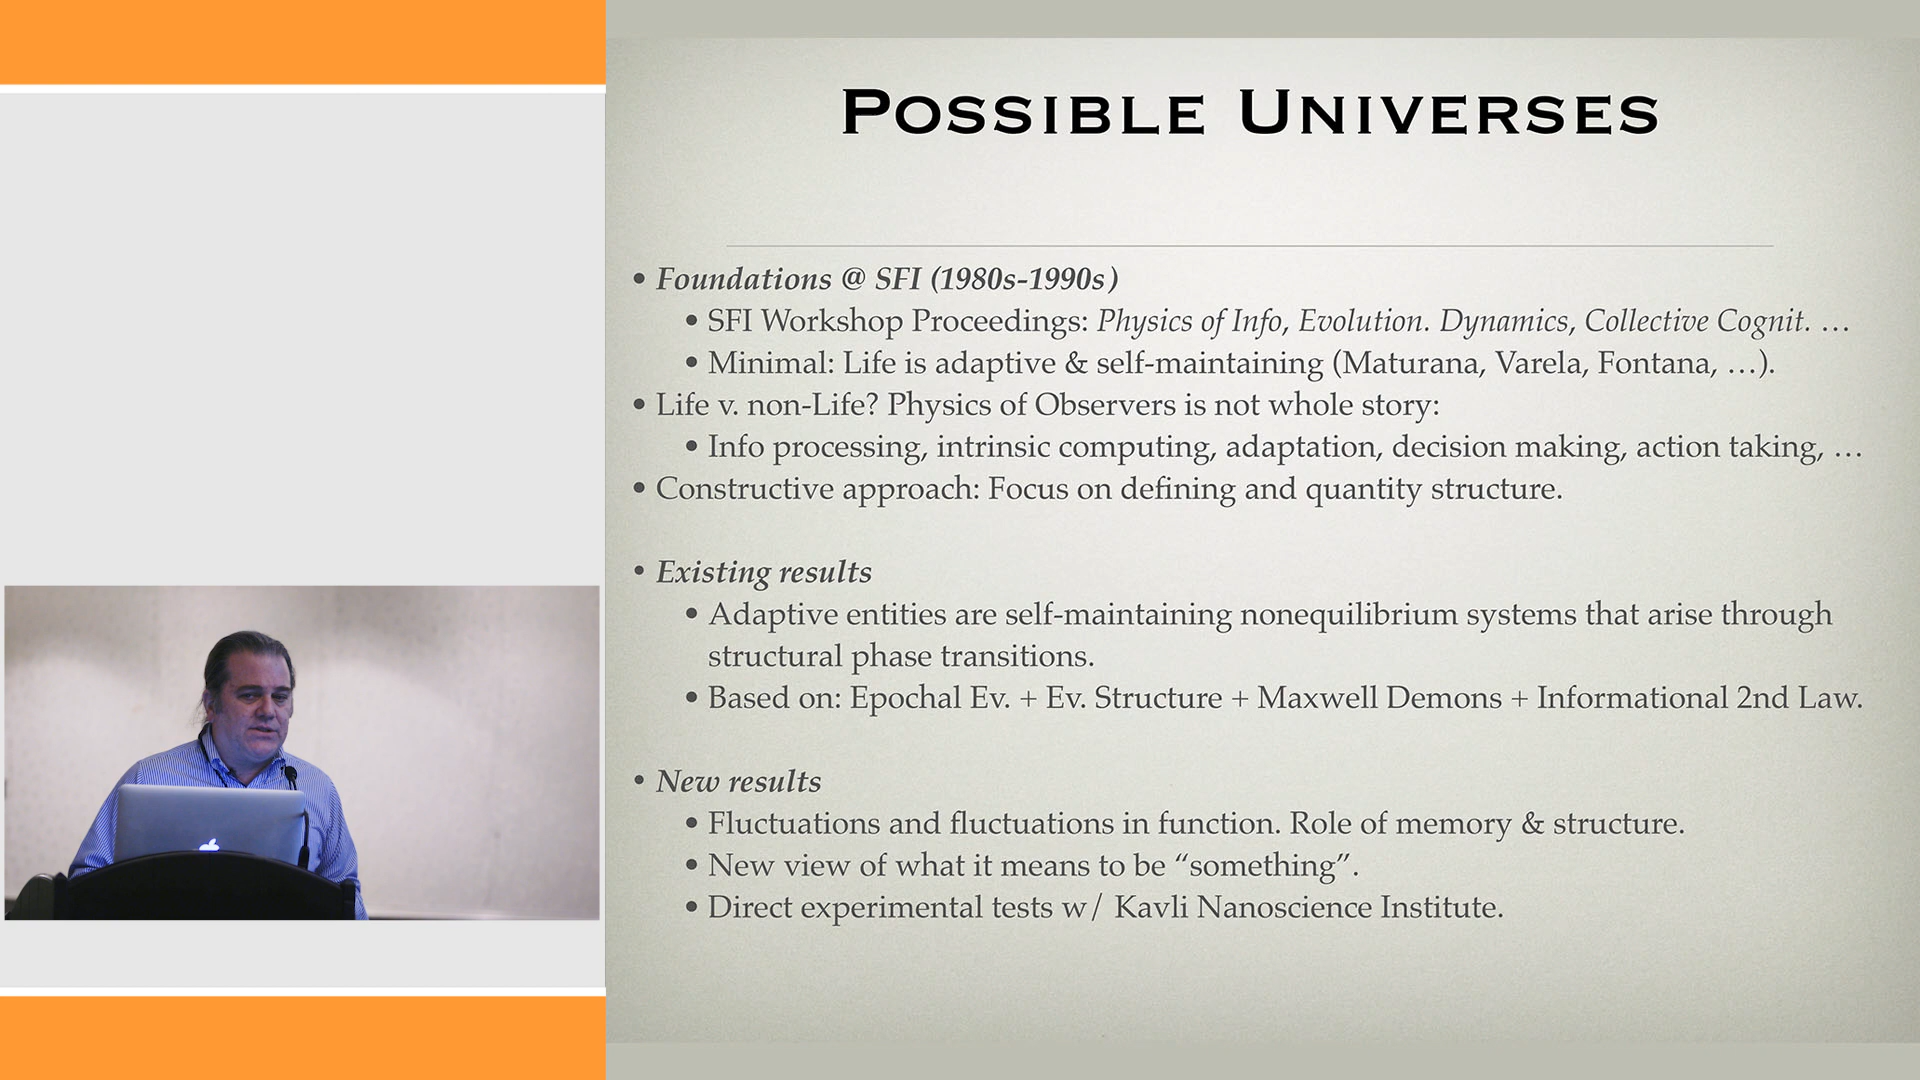 POSSIBLE UNIVERSES
• Foundations @ SFI (1980s-1990s)
• SFI Workshop Proceedings: Physics of Info, Evolution. Dynamics, Collective Cognit. …
• Minimal: Life is adaptive & self-maintaining (Maturana, Varela, Fontana, …).
• Life v. non-Life? Physics of Observers is not whole story:
• Info processing, intrinsic computing, adaptation, decision making, action taking, …
• Constructive approach: Focus on defining and quantity structure.
• Existing results
• Adaptive entities are self-maintaining nonequilibrium systems that arise through
structural phase transitions.
• Based on: Epochal Ev. + Ev. Structure + Maxwell Demons + Informational 2nd Law.
• New results
• Fluctuations and fluctuations in function. Role of memory & structure.
• New view of what it means to be “something”.
• Direct experimental tests w/ Kavli Nanoscience Institute.